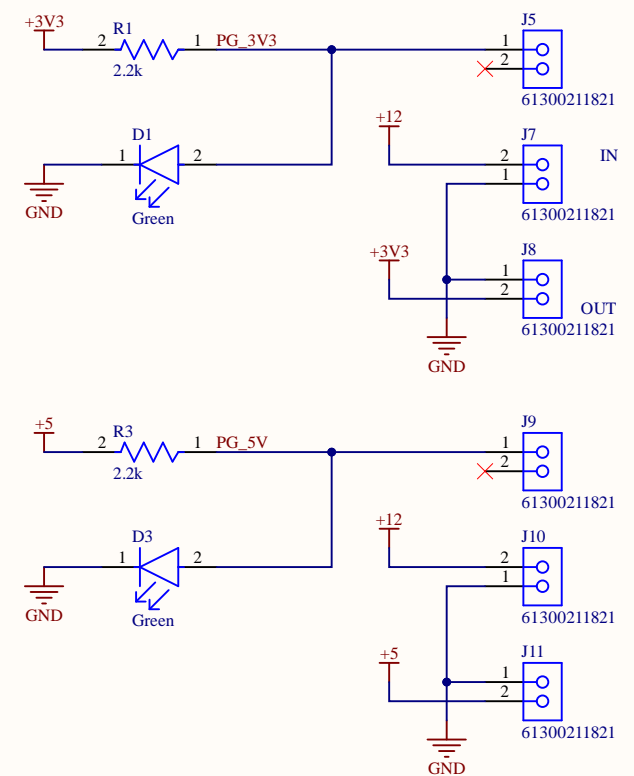 +3V3
R1
2 1 PG_3V3
2.2k
J5
1
2
61300211821
D1
1 2
Green
GND
+12
J7
2
1
IN
61300211821
+3V3
J8
1
2
OUT
61300211821
GND
+5
R3
2 1 PG_5V
2.2k
J9
1
2
61300211821
D3
1 2
Green
GND
+12
J10
2
1
61300211821
+5
J11
1
2
61300211821
GND